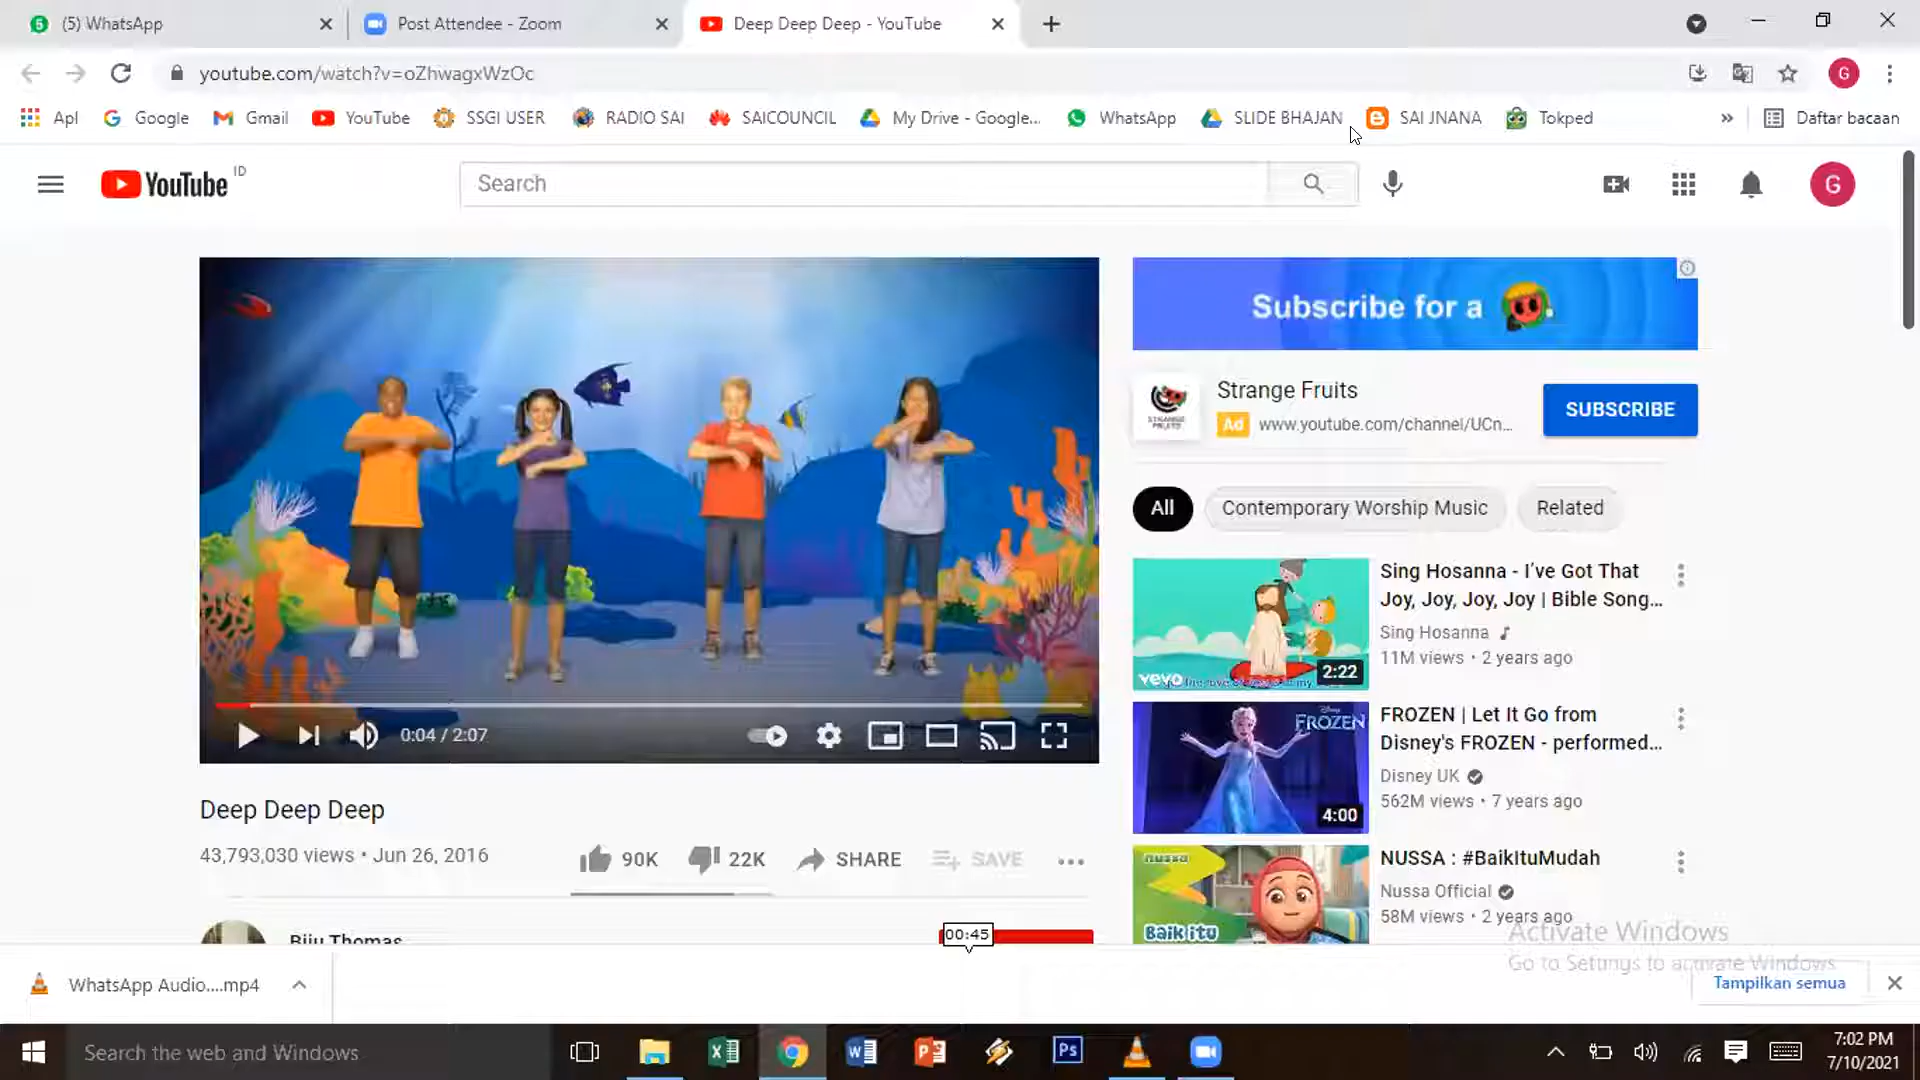 (5) WhatsApp
Post Attendee - Zoom
Deep Deep Deep - YouTube
youtube.com/watch?v=oZhwagxWzOc
G
Apl
Google
Gmail
YouTube
SSGI USER
RADIO SAI
SAICOUNCIL
My Drive - Google...
WhatsApp
SLIDE BHAJAN
SAI JNANA
Tokped
Daftar bacaan
YouTube ID
Search
G
Subscribe for a
Strange Fruits
Ad www.youtube.com/channel/UCn...
SUBSCRIBE
All
Contemporary Worship Music
Related
Sing Hosanna - I've Got That
Joy, Joy, Joy, Joy | Bible Song...
Sing Hosanna
11M views • 2 years ago
vevo
2:22
FROZEN | Let It Go from
Disney's FROZEN - performed...
Disney UK
562M views • 7 years ago
Disney
FROZEN
4:00
NUSSA : #BaikItuMudah
Nussa Official
58M views • 2 years ago
nussa
Baik itu
0:04 / 2:07
Deep Deep Deep
43,793,030 views • Jun 26, 2016
90K
22K
SHARE
SAVE
Biju Thomas
00:45
Activate Windows
Go to Settings to activate Windows.
WhatsApp Audio....mp4
Tampilkan semua
Search the web and Windows
Ps
7:02 PM
7/10/2021